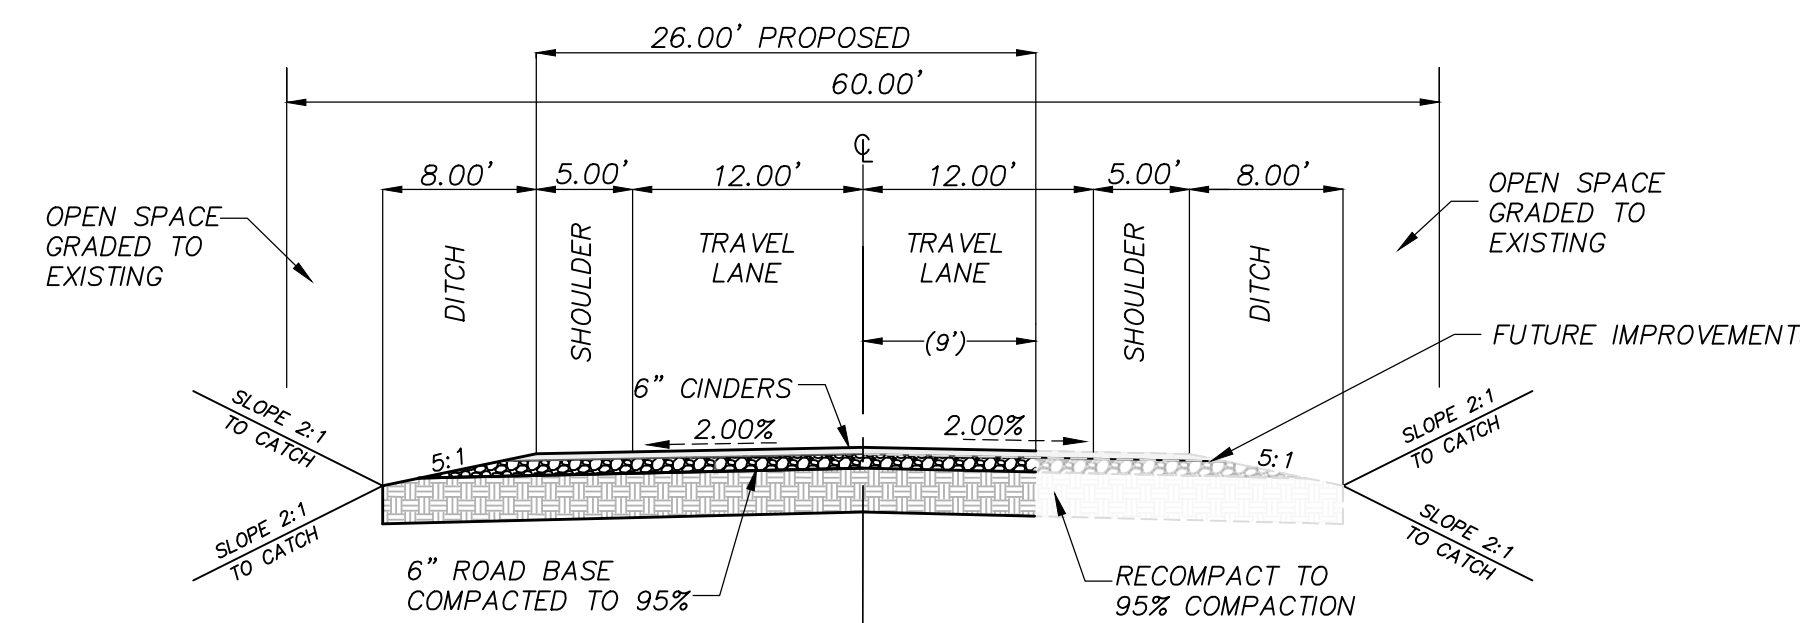 26.00' PROPOSED
60.00'
℄
8.00' 5.00' 12.00' 12.00' 5.00' 8.00'
OPEN SPACE
GRADED TO
EXISTING
DITCH
SHOULDER
TRAVEL
LANE
TRAVEL
LANE
SHOULDER
DITCH
OPEN SPACE
GRADED TO
EXISTING
(9')
FUTURE IMPROVEMENT
6" CINDERS
2.00% 2.00%
SLOPE 2:1
TO CATCH
5:1
5:1
SLOPE 2:1
TO CATCH
SLOPE 2:1
TO CATCH
SLOPE 2:1
TO CATCH
6" ROAD BASE
COMPACTED TO 95%
RECOMPACT TO
95% COMPACTION